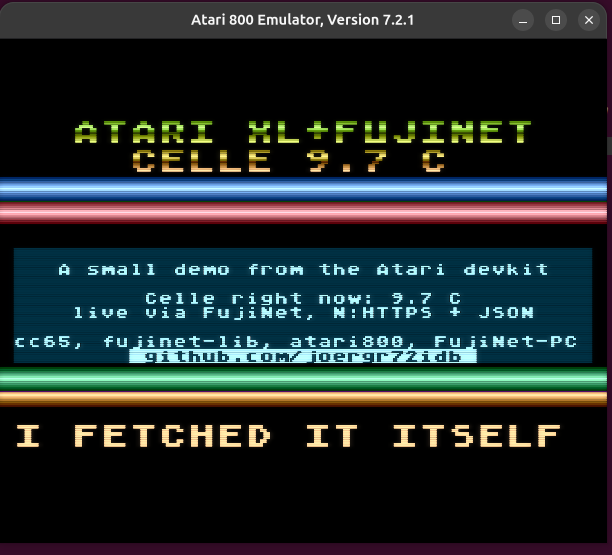 Atari 800 Emulator, Version 7.2.1
ATARI XL+FUJINET
CELLE 9.7 C
A small demo from the Atari devkit
Celle right now: 9.7 C
live via FujiNet, N:HTTPS + JSON
cc65, fujinet-lib, atari800, FujiNet-PC
github.com/joergr72idb
I FETCHED IT ITSELF